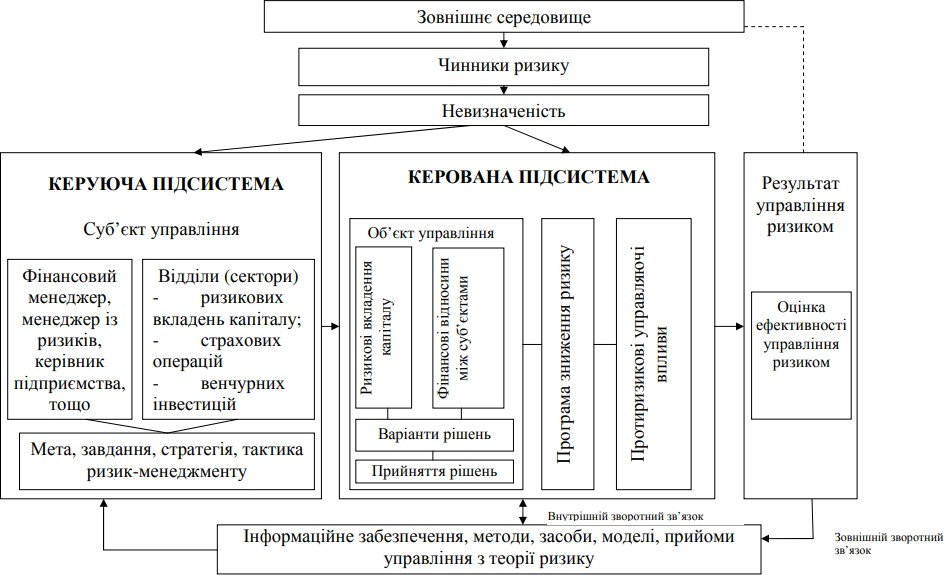 Зовнішнє середовище
Чинники ризику
Невизначеність
КЕРУЮЧА ПІДСИСТЕМА
Суб’єкт управління
Фінансовий
менеджер,
менеджер із
ризиків,
керівник
підприємства,
тощо
Відділи (сектори)
- ризикових
вкладень капіталу;
- страхових
операцій
- венчурних
інвестицій
Мета, завдання, стратегія, тактика
ризик-менеджменту
КЕРОВАНА ПІДСИСТЕМА
Об’єкт управління
Ризикові вкладення
капіталу
Фінансові відносини
між суб’єктами
Варіанти рішень
Прийняття рішень
Програма зниження ризику
Протиризикові управляючі
впливи
Результат
управління
ризиком
Оцінка
ефективності
управління
ризиком
Внутрішній зворотний зв’язок
Інформаційне забезпечення, методи, засоби, моделі, прийоми
управління з теорії ризику
Зовнішній зворотний
зв’язок